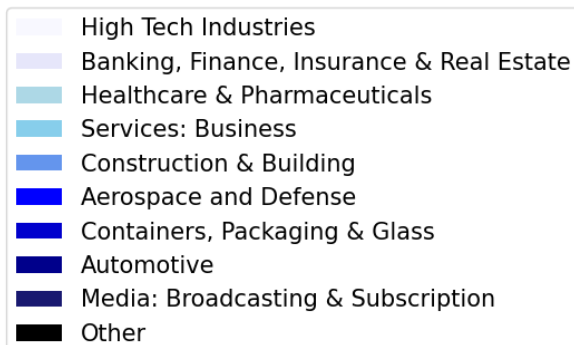 High Tech Industries
Banking, Finance, Insurance & Real Estate
Healthcare & Pharmaceuticals
Services: Business
Construction & Building
Aerospace and Defense
Containers, Packaging & Glass
Automotive
Media: Broadcasting & Subscription
Other